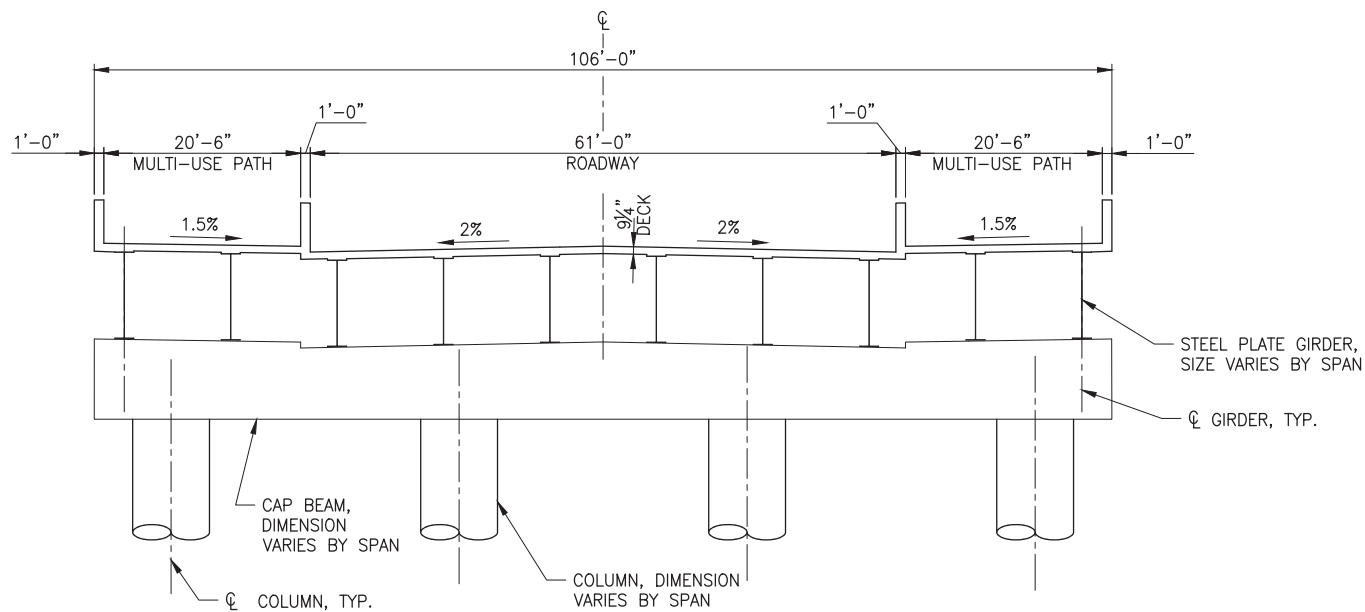 ℄
106'-0"
1'-0"
1'-0"
1'-0"
20'-6"
61'-0"
20'-6"
1'-0"
MULTI-USE PATH
ROADWAY
MULTI-USE PATH
1.5%
2%
9¼"
DECK
2%
1.5%
STEEL PLATE GIRDER,
SIZE VARIES BY SPAN
℄ GIRDER, TYP.
CAP BEAM,
DIMENSION
VARIES BY SPAN
COLUMN, DIMENSION
VARIES BY SPAN
℄ COLUMN, TYP.